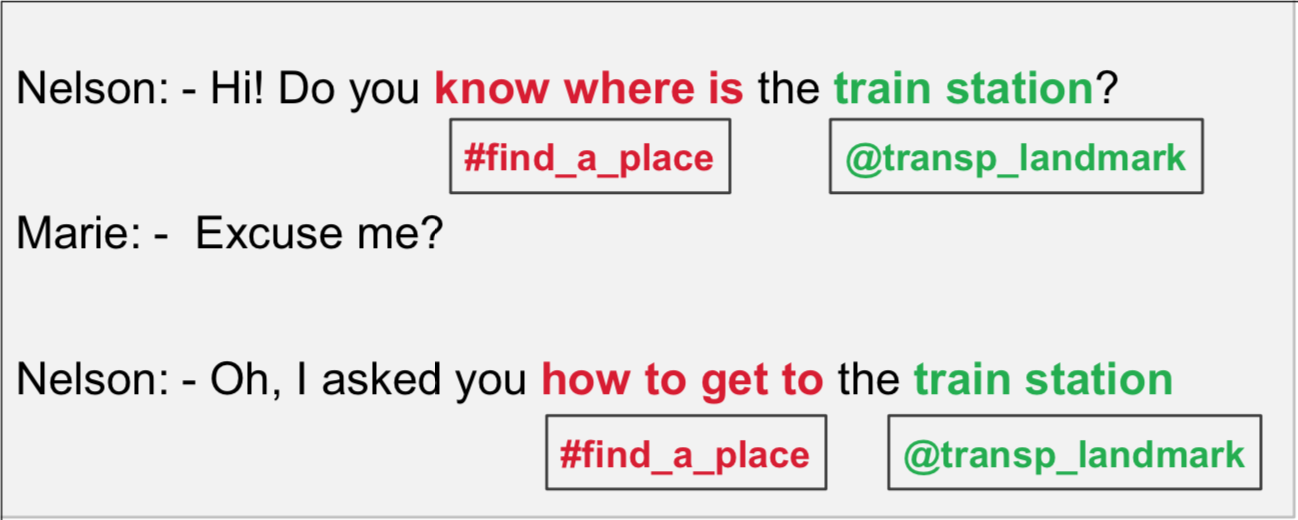 Nelson: - Hi! Do you know where is the train station?
#find_a_place @transp_landmark
Marie: - Excuse me?
Nelson: - Oh, I asked you how to get to the train station
#find_a_place @transp_landmark